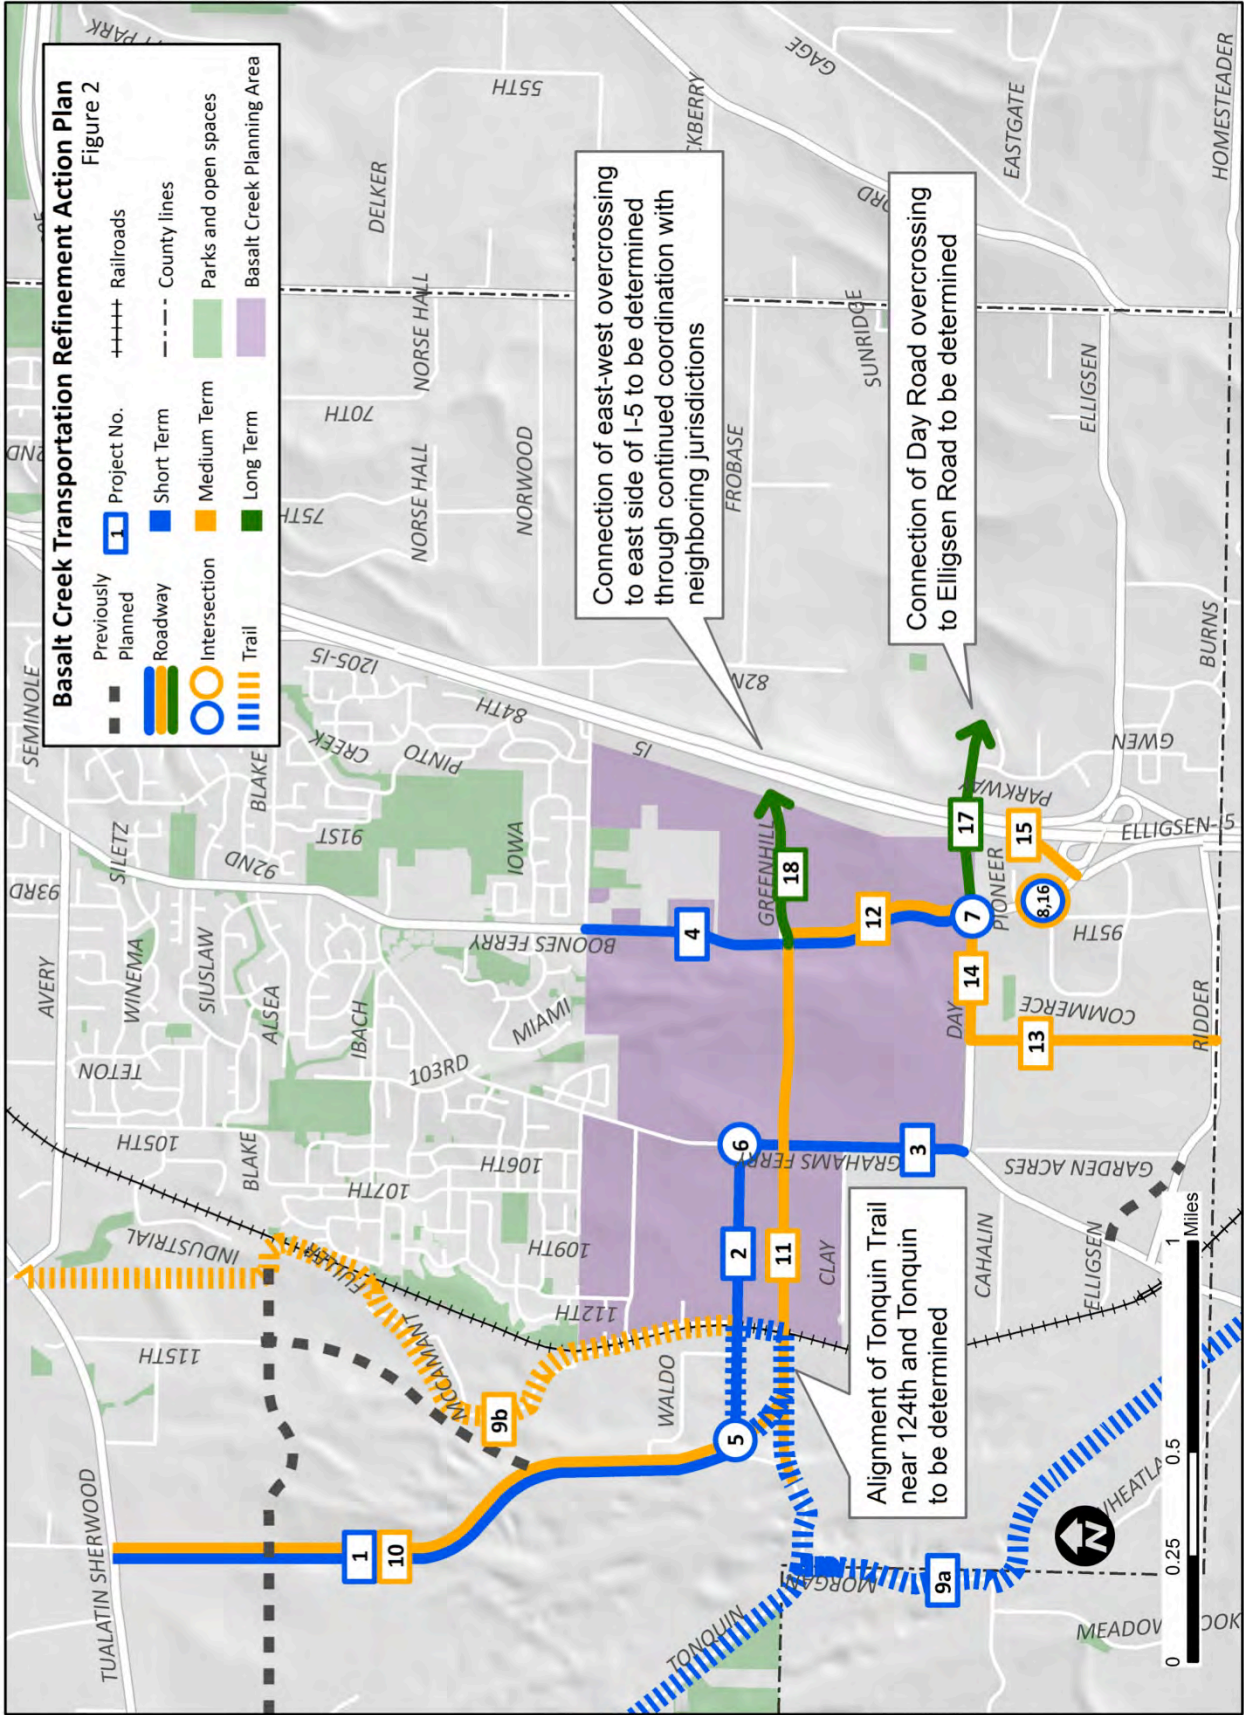 Basalt Creek Transportation Refinement Action Plan
Figure 2
Previously
Planned
1 Project No.
Railroads
Roadway
Short Term
County lines
Intersection
Medium Term
Parks and open spaces
Trail
Long Term
Basalt Creek Planning Area
SEMINOLE
AVERY
93RD
SILETZ
WINEMA
SIUSLAW
ALSEA
BLAKE
92ND
91ST
CREEK
PINTO
84TH
I205-I5
IBACH
TETON
105TH
BLAKE
INDUSTRIAL
115TH
TUALATIN SHERWOOD
103RD
107TH
106TH
109TH
112TH
MIAMI
IOWA
BOONES FERRY
MCCAMMANT
WALDO
75TH
70TH
NORSE HALL
NORSE HALL
NORWOOD
DELKER
55TH
GAGE
EASTGATE
HOMESTEADER
FROBASE
SUNRIDGE
82ND
I5
ELLIGSEN
BURNS
GWEN
PARKWAY
PIONEER
ELLIGSEN-I5
95TH
COMMERCE
DAY
RIDDER
GREENHILL
GRAHAMS FERRY
GARDEN ACRES
CLAY
CAHALIN
ELLIGSEN
TONQUIN
MORGAN
1
10
9b
5
2
6
11
3
4
18
12
7
17
15
8,16
14
13
9a
Connection of east-west overcrossing
to east side of I-5 to be determined
through continued coordination with
neighboring jurisdictions
Connection of Day Road overcrossing
to Elligsen Road to be determined
Alignment of Tonquin Trail
near 124th and Tonquin
to be determined
N
0 0.25 0.5 1
Miles